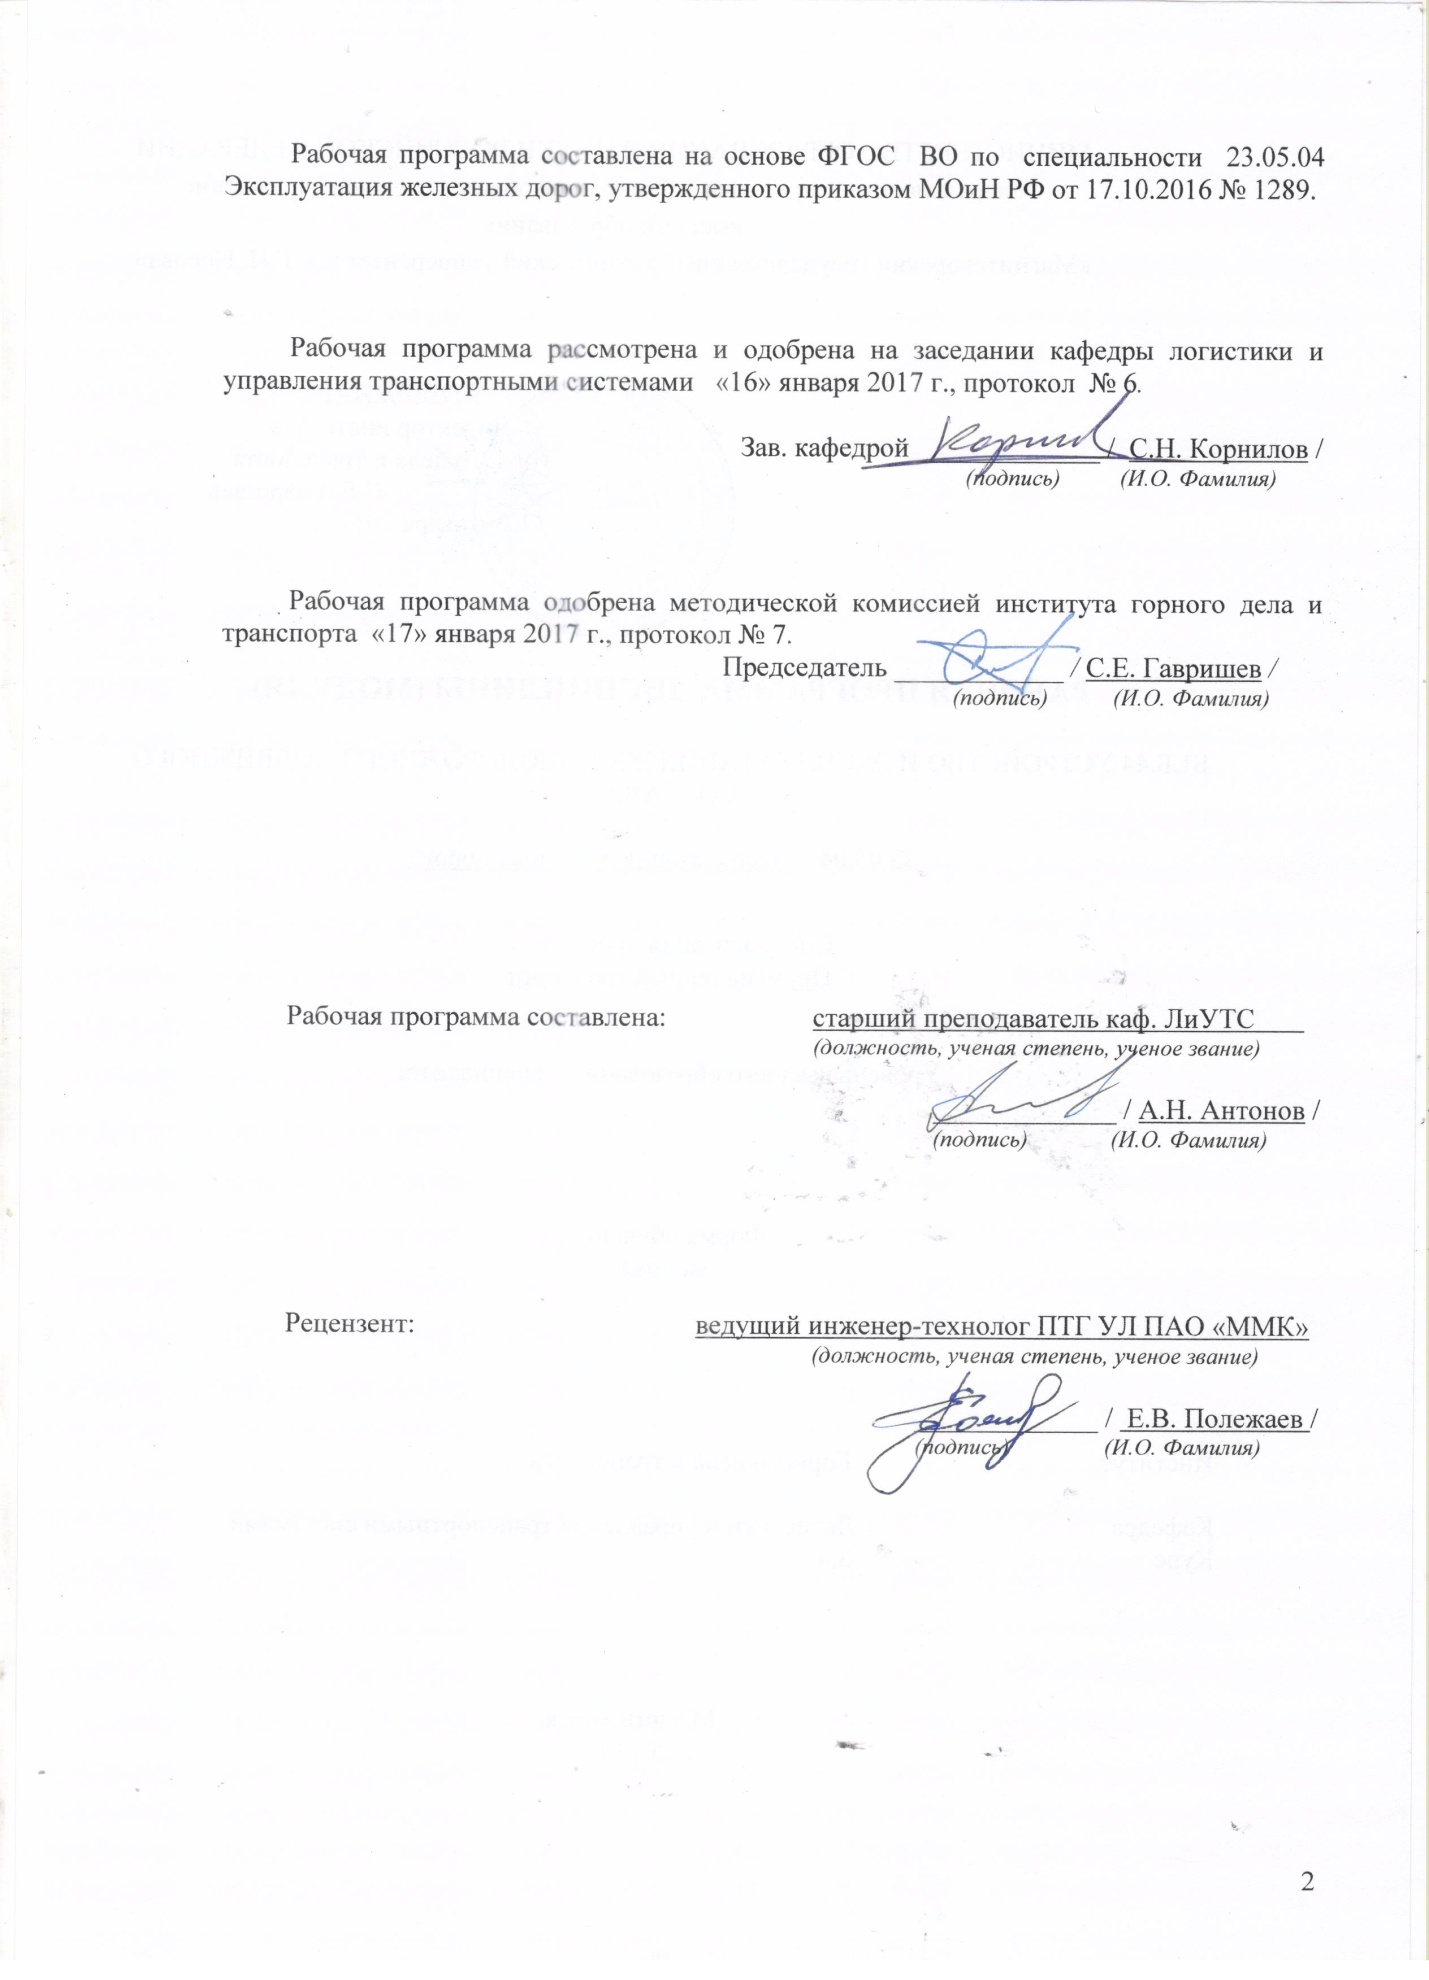 Рабочая программа составлена на основе ФГОС ВО по специальности 23.05.04
Эксплуатация железных дорог, утвержденного приказом МОиН РФ от 17.10.2016 № 1289.
Рабочая программа рассмотрена и одобрена на заседании кафедры логистики и
управления транспортными системами «16» января 2017 г., протокол № 6.
Зав. кафедрой / С.Н. Корнилов /
(подпись) (И.О. Фамилия)
Рабочая программа одобрена методической комиссией института горного дела и
транспорта «17» января 2017 г., протокол № 7.
Председатель / С.Е. Гавришев /
(подпись) (И.О. Фамилия)
Рабочая программа составлена: старший преподаватель каф. ЛиУТС
(должность, ученая степень, ученое звание)
/ А.Н. Антонов /
(подпись) (И.О. Фамилия)
Рецензент: ведущий инженер-технолог ПТГ УЛ ПАО «ММК»
(должность, ученая степень, ученое звание)
/ Е.В. Полежаев /
(подпись) (И.О. Фамилия)
2